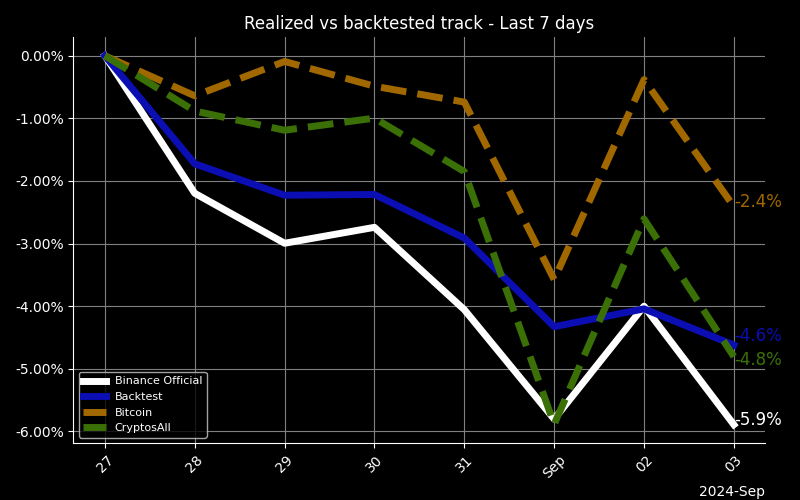 Realized vs backtested track - Last 7 days
0.00%
-1.00%
-2.00%
-3.00%
-4.00%
-5.00%
-6.00%
-2.4%
-4.6%
-4.8%
-5.9%
Binance Official
Backtest
Bitcoin
CryptosAll
27
28
29
30
31
Sep
02
03
2024-Sep